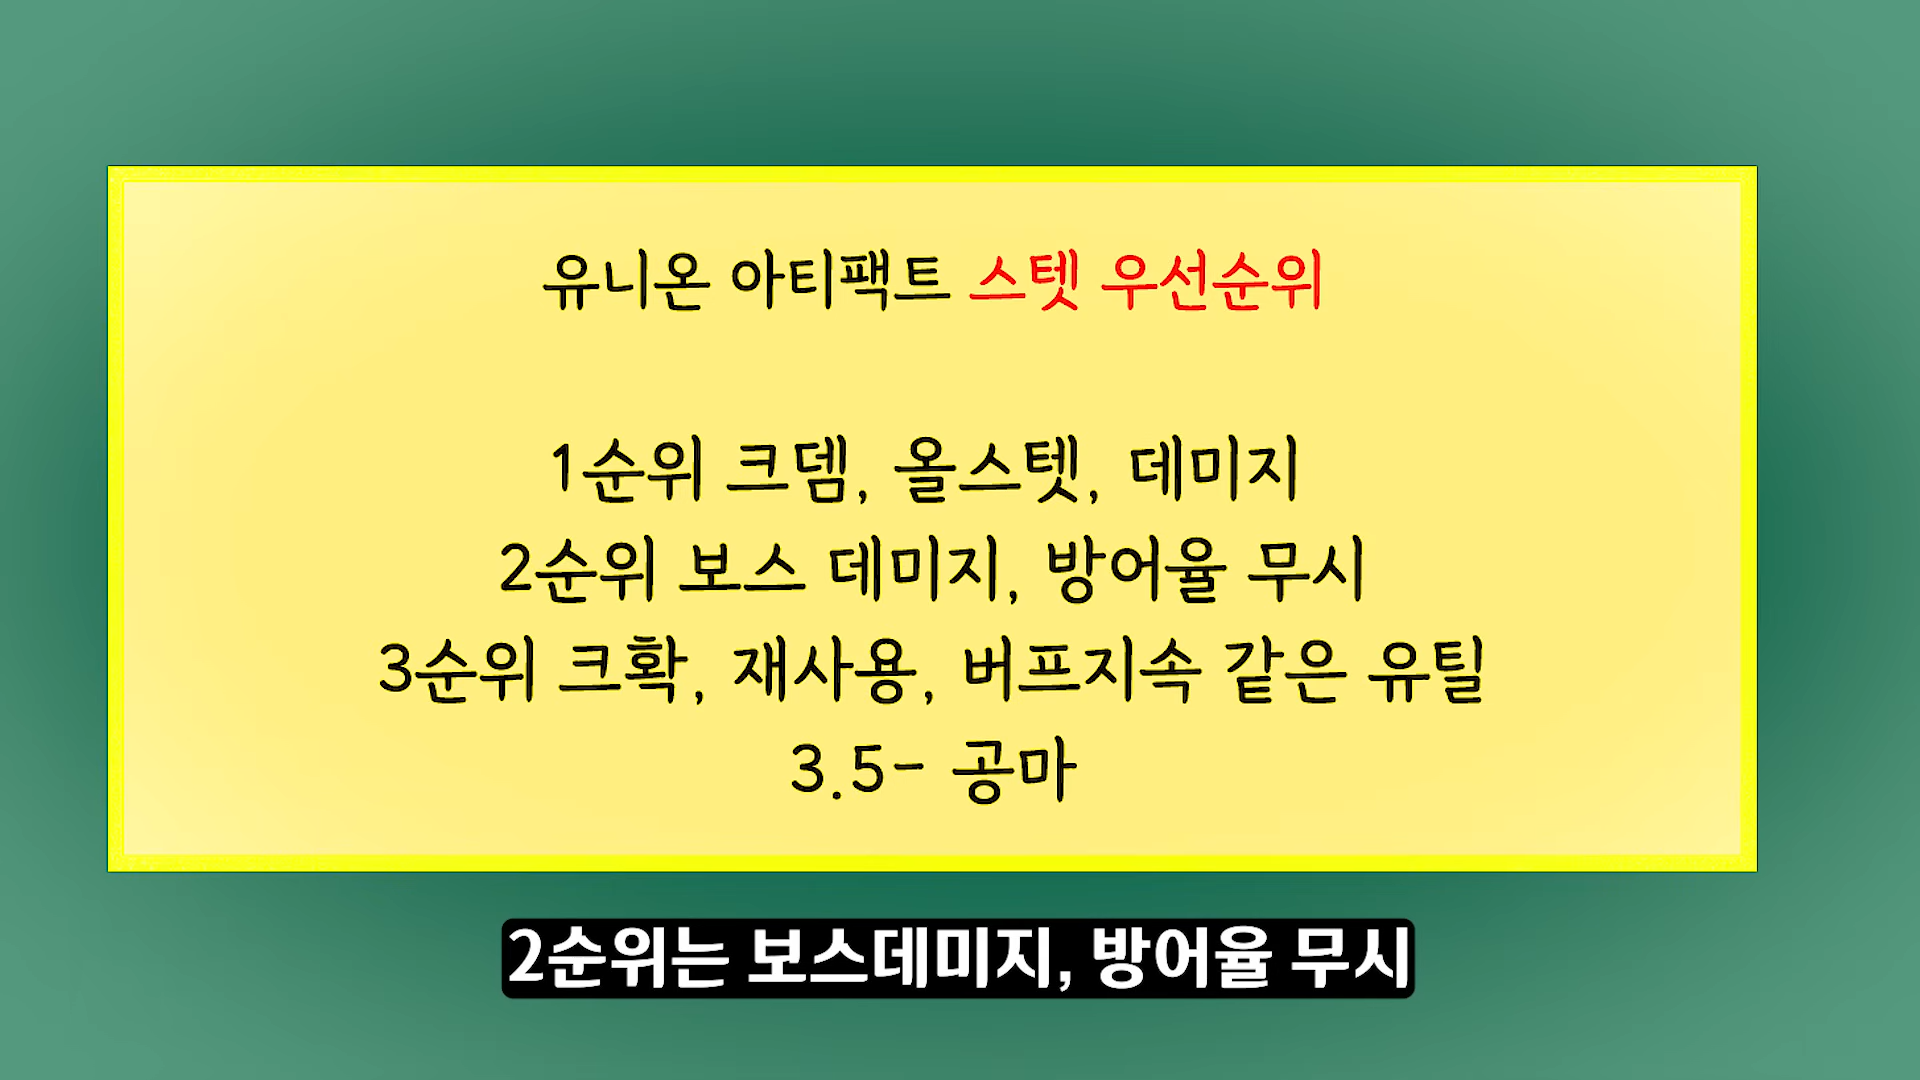 유니온 아티팩트 스텟 우선순위
1순위 크뎀, 올스텟, 데미지
2순위 보스 데미지, 방어율 무시
3순위 크확, 재사용, 버프지속 같은 유틸
3.5- 공마
2순위는 보스데미지, 방어율 무시